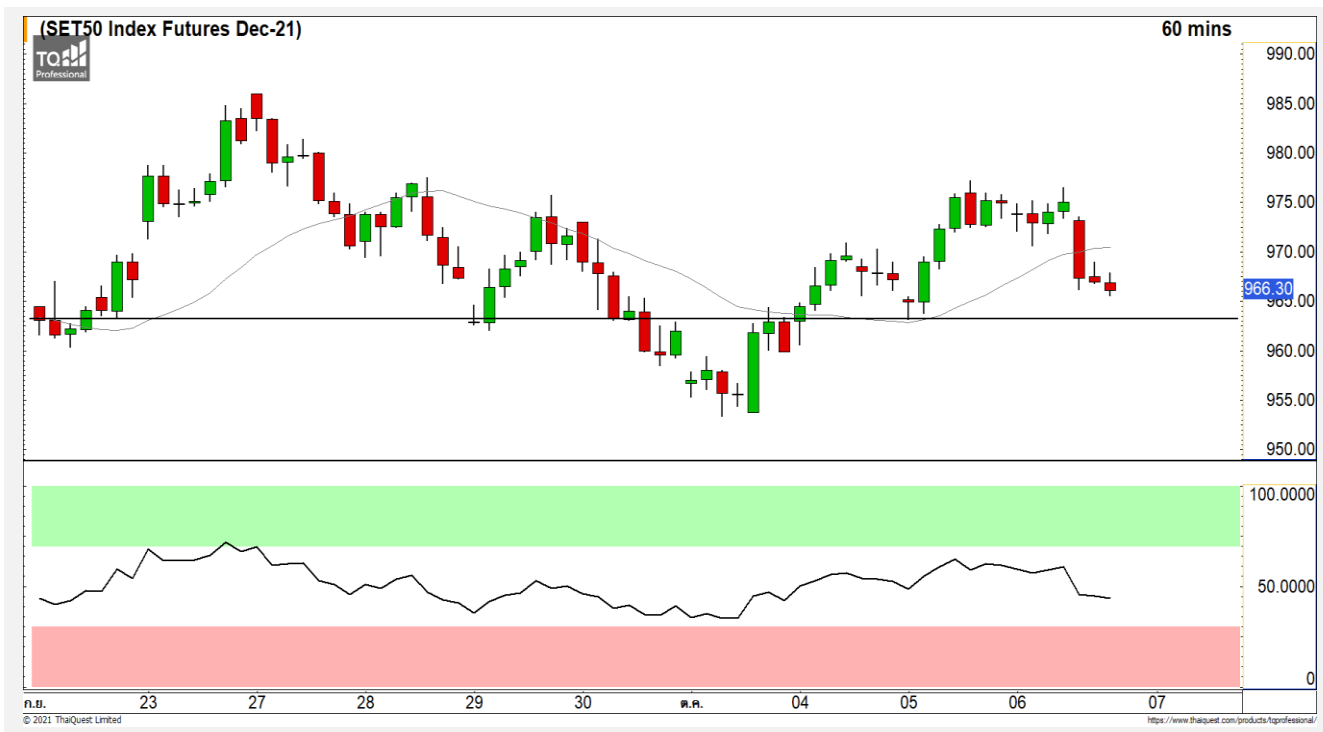 (SET50 Index Futures Dec-21) 60 mins
TQ
Professional
990.00
985.00
980.00
975.00
970.00
966.30
965.00
960.00
955.00
950.00
100.0000
50.0000
0
ก.ย. 23 27 28 29 30 ต.ค. 04 05 06 07
© 2021 ThaiQuest Limited https://www.thaiquest.com/products/tqprofessional/